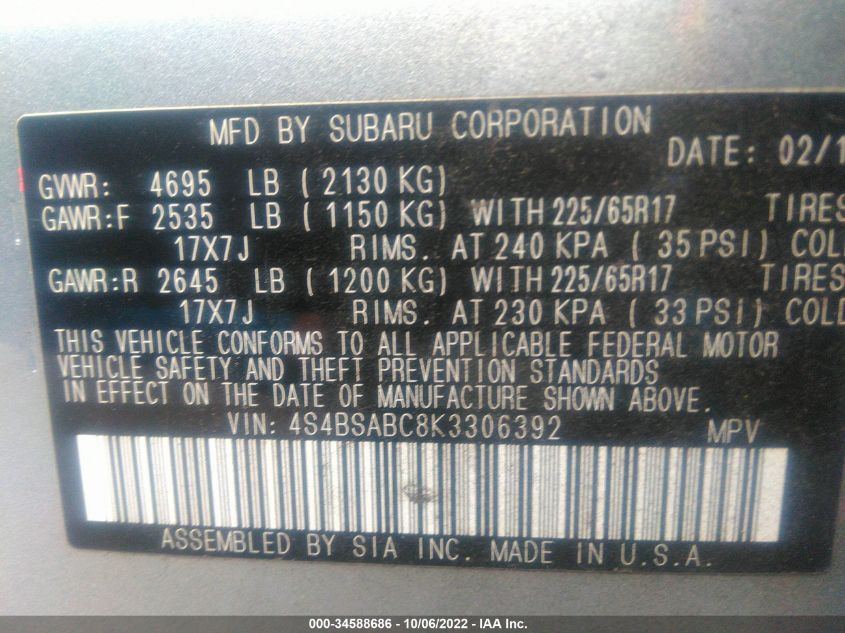 MFD BY SUBARU CORPORATION
DATE: 02/1
GVWR: 4695 LB ( 2130 KG)
GAWR:F 2535 LB ( 1150 KG) WITH 225/65R17 TIRES
17X7J RIMS. AT 240 KPA ( 35 PSI) COLD
GAWR:R 2645 LB ( 1200 KG) WITH 225/65R17 TIRES
17X7J RIMS. AT 230 KPA ( 33 PSI) COLD
THIS VEHICLE CONFORMS TO ALL APPLICABLE FEDERAL MOTOR
VEHICLE SAFETY AND THEFT PREVENTION STANDARDS
IN EFFECT ON THE DATE OF MANUFACTURE SHOWN ABOVE.
VIN: 4S4BSABC8K3306392 MPV
ASSEMBLED BY SIA INC. MADE IN U.S.A.
000-34588686 - 10/06/2022 - IAA Inc.